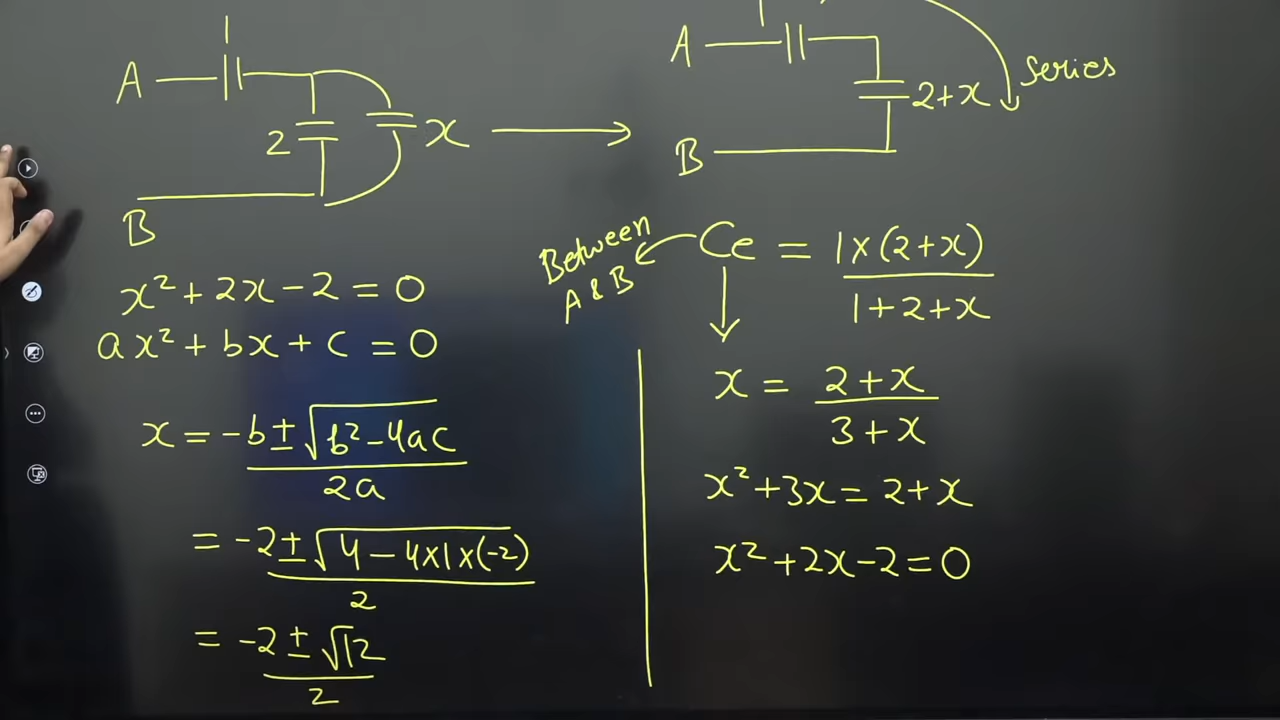 1
A
2
x
B
A
2+x
series
B
x² + 2x - 2 = 0
ax² + bx + c = 0
x = -b ± √b² - 4ac
2a
= -2 ± √4 - 4×1×(-2)
2
= -2 ± √12
2
Between
A & B
Ce = 1×(2+x)
1+2+x
x = 2+x
3+x
x² + 3x = 2+x
x² + 2x - 2 = 0